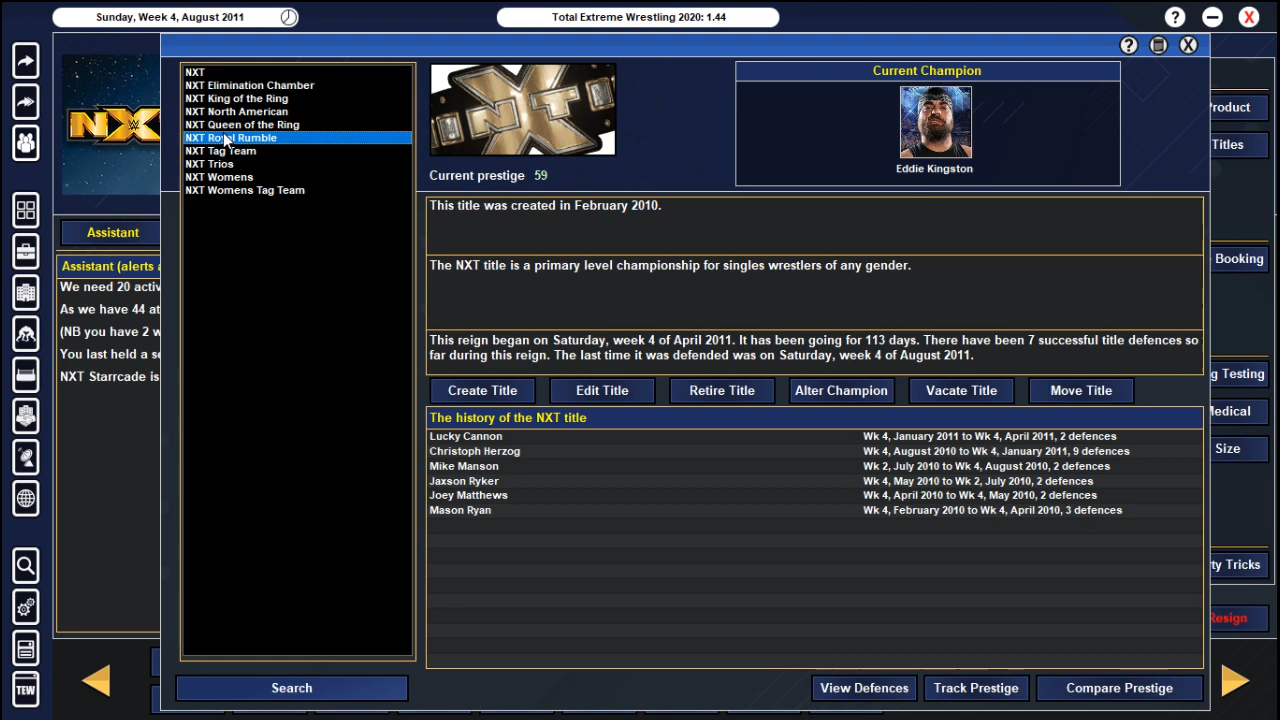 Sunday, Week 4, August 2011
Total Extreme Wrestling 2020: 1.44
?
X
? X
NXT
NXT Elimination Chamber
NXT King of the Ring
NXT North American
NXT Queen of the Ring
NXT Royal Rumble
NXT Tag Team
NXT Trios
NXT Womens
NXT Womens Tag Team
Search
NXT
Current prestige 59
Current Champion
Eddie Kingston
This title was created in February 2010.
The NXT title is a primary level championship for singles wrestlers of any gender.
This reign began on Saturday, week 4 of April 2011. It has been going for 113 days. There have been 7 successful title defences so
far during this reign. The last time it was defended was on Saturday, week 4 of August 2011.
Create Title Edit Title Retire Title Alter Champion Vacate Title Move Title
The history of the NXT title
Lucky Cannon Wk 4, January 2011 to Wk 4, April 2011, 2 defences
Christoph Herzog Wk 4, August 2010 to Wk 4, January 2011, 9 defences
Mike Manson Wk 2, July 2010 to Wk 4, August 2010, 2 defences
Jaxson Ryker Wk 4, May 2010 to Wk 2, July 2010, 2 defences
Joey Matthews Wk 4, April 2010 to Wk 4, May 2010, 2 defences
Mason Ryan Wk 4, February 2010 to Wk 4, April 2010, 3 defences
View Defences Track Prestige Compare Prestige
NX
Assistant
Assistant (alerts a
We need 20 activ
As we have 44 at
(NB you have 2 w
You last held a se
NXT Starrcade is
Product
Titles
Booking
g Testing
Medical
Size
ty Tricks
Resign
TEW